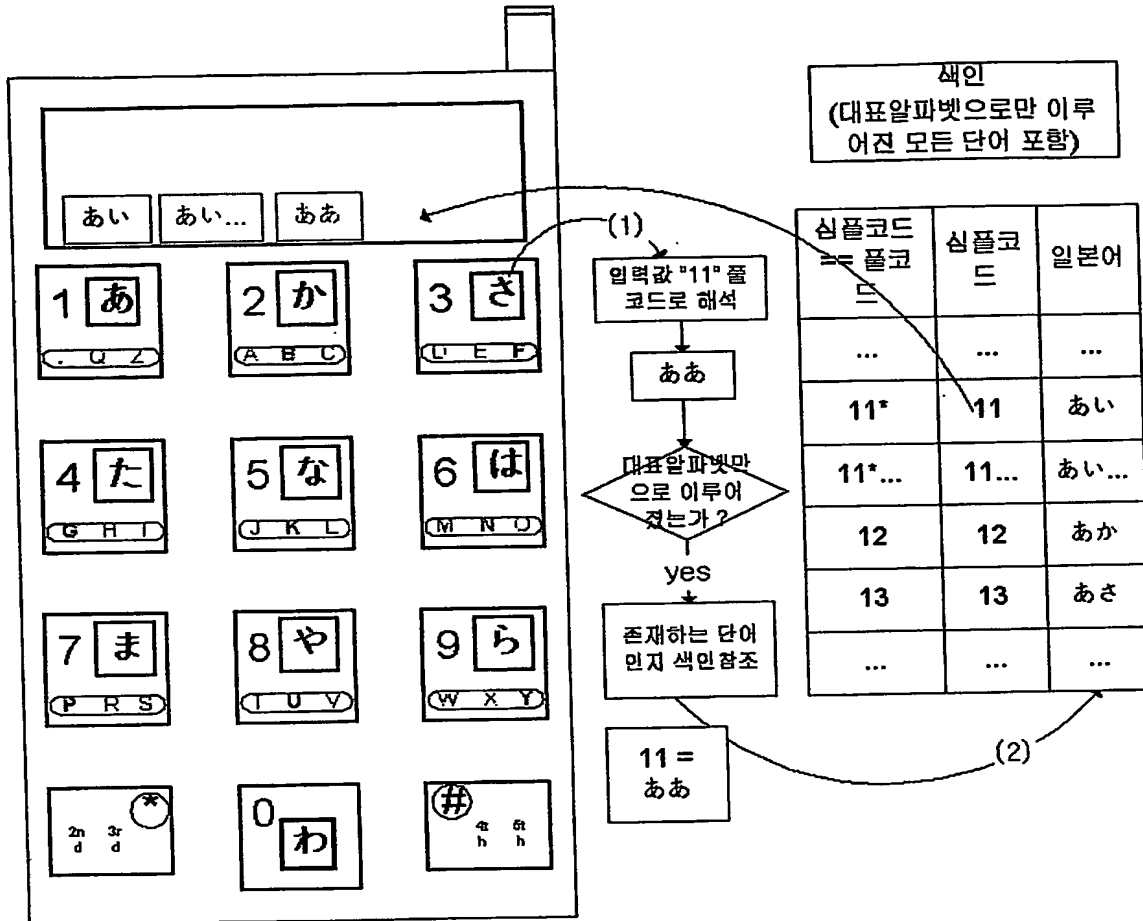 あい あい... ああ
1 あ
. Q Z
2 か
A B C
3 さ
D E F
4 た
G H I
5 な
J K L
6 は
M N O
7 ま
P R S
8 や
T U V
9 ら
W X Y
*
2n
d
3r
d
0
わ
#
4t
h
5t
h
(1)
입력값 "11" 풀
코드로 해석
ああ
대표알파벳만
으로 이루어
졌는가?
yes
존재하는 단어
인지 색인참조
11 =
ああ
(2)
색인
(대표알파벳으로만 이루
어진 모든 단어 포함)
심플코드
== 풀코
드
심플코
드
일본어
... ... ...
11* 11 あい
11*... 11... あい...
12 12 あか
13 13 あさ
... ... ...